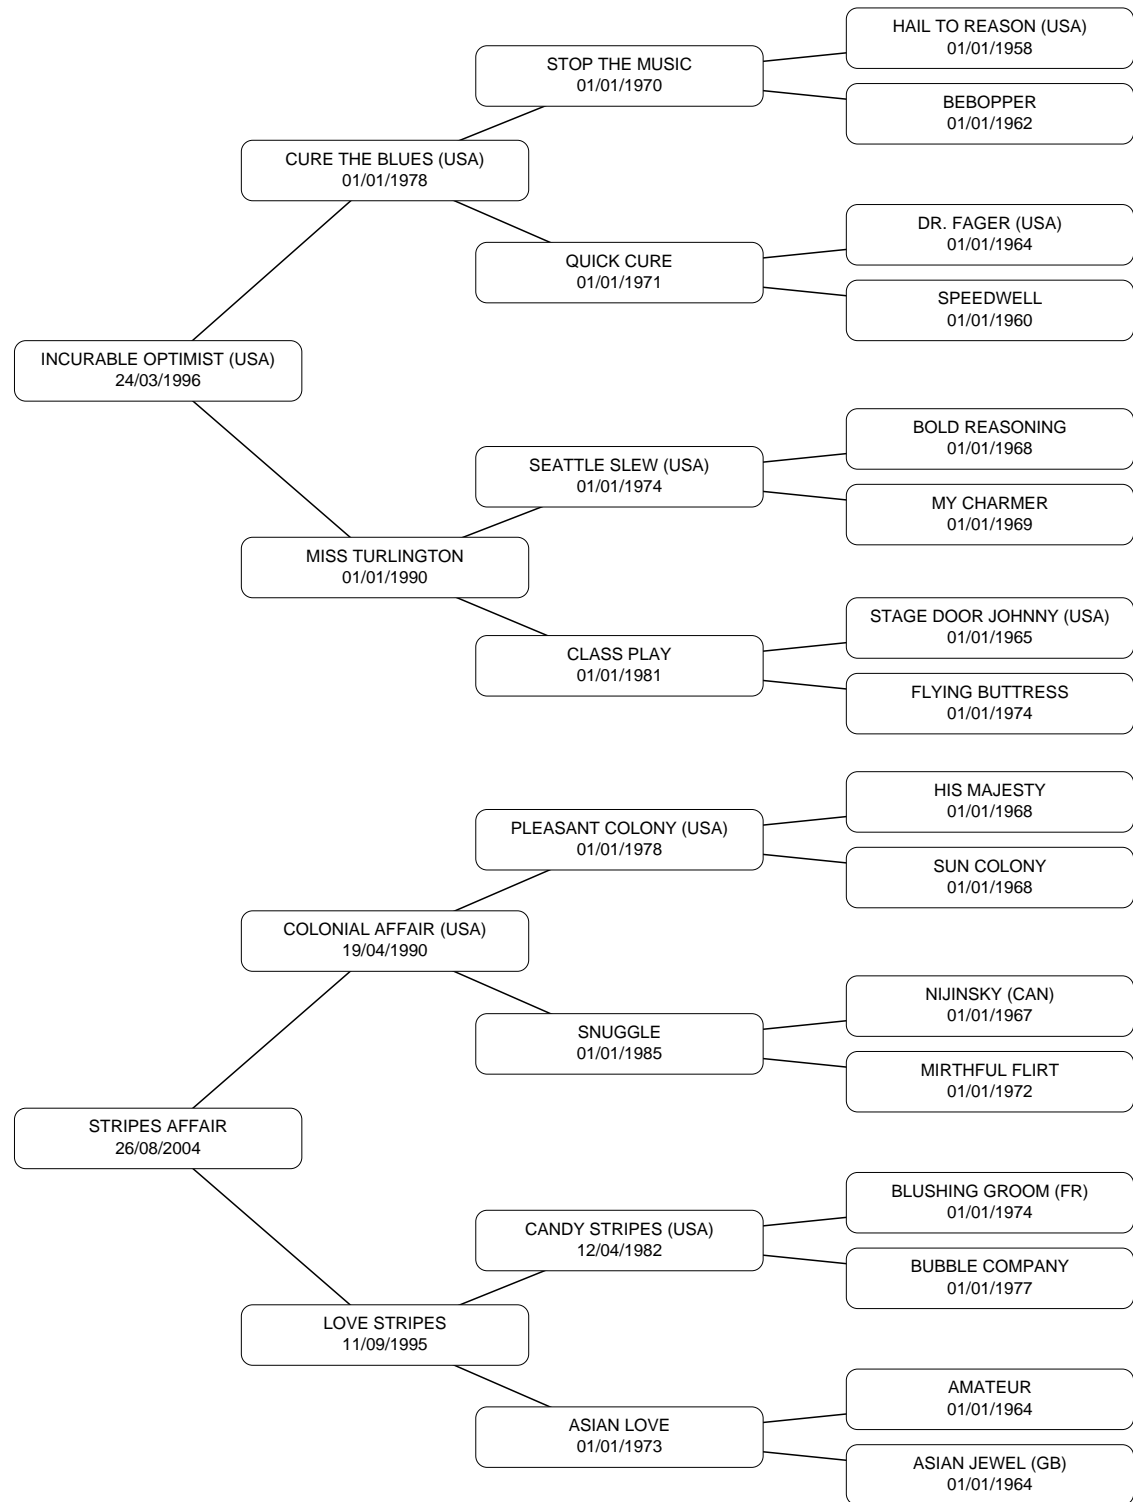 HAIL TO REASON (USA)
01/01/1958
STOP THE MUSIC
01/01/1970
BEBOPPER
01/01/1962
CURE THE BLUES (USA)
01/01/1978
DR. FAGER (USA)
01/01/1964
QUICK CURE
01/01/1971
SPEEDWELL
01/01/1960
INCURABLE OPTIMIST (USA)
24/03/1996
BOLD REASONING
01/01/1968
SEATTLE SLEW (USA)
01/01/1974
MY CHARMER
01/01/1969
MISS TURLINGTON
01/01/1990
STAGE DOOR JOHNNY (USA)
01/01/1965
CLASS PLAY
01/01/1981
FLYING BUTTRESS
01/01/1974
HIS MAJESTY
01/01/1968
PLEASANT COLONY (USA)
01/01/1978
SUN COLONY
01/01/1968
COLONIAL AFFAIR (USA)
19/04/1990
NIJINSKY (CAN)
01/01/1967
SNUGGLE
01/01/1985
MIRTHFUL FLIRT
01/01/1972
STRIPES AFFAIR
26/08/2004
BLUSHING GROOM (FR)
01/01/1974
CANDY STRIPES (USA)
12/04/1982
BUBBLE COMPANY
01/01/1977
LOVE STRIPES
11/09/1995
AMATEUR
01/01/1964
ASIAN LOVE
01/01/1973
ASIAN JEWEL (GB)
01/01/1964